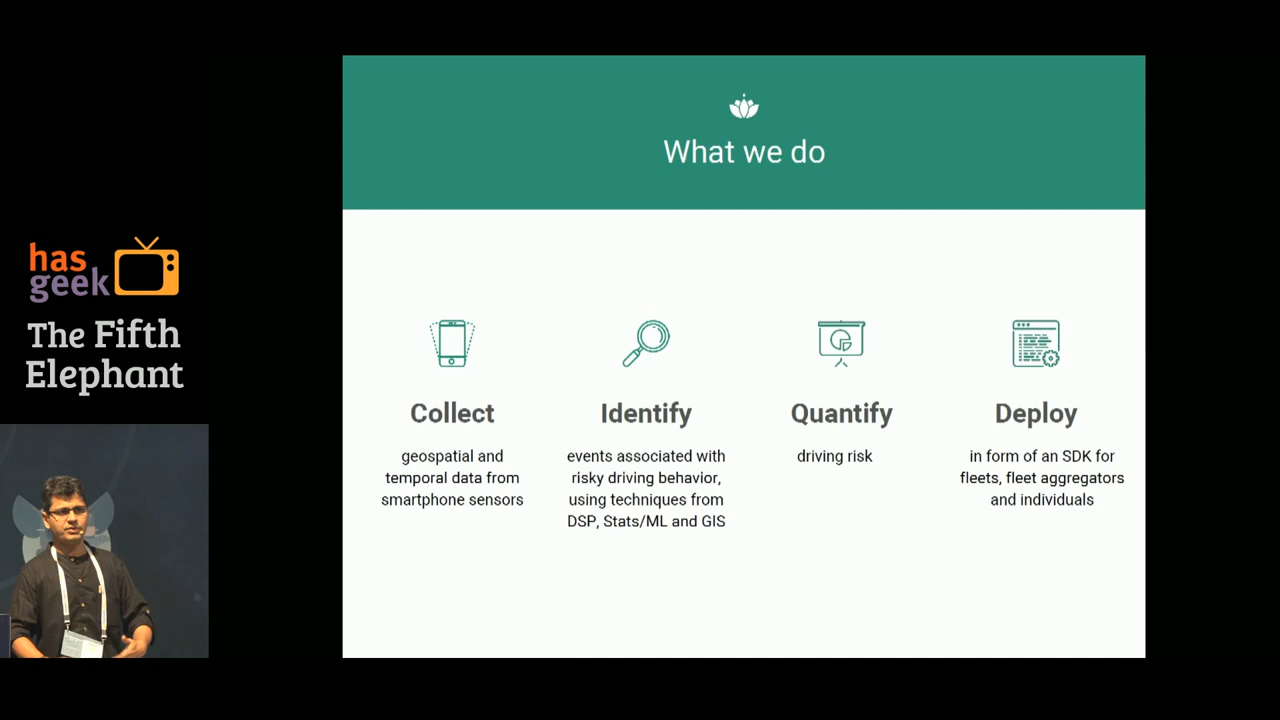 has
geek
The Fifth
Elephant
What we do
Collect
geospatial and
temporal data from
smartphone sensors
Identify
events associated with
risky driving behavior,
using techniques from
DSP, Stats/ML and GIS
Quantify
driving risk
Deploy
in form of an SDK for
fleets, fleet aggregators
and individuals